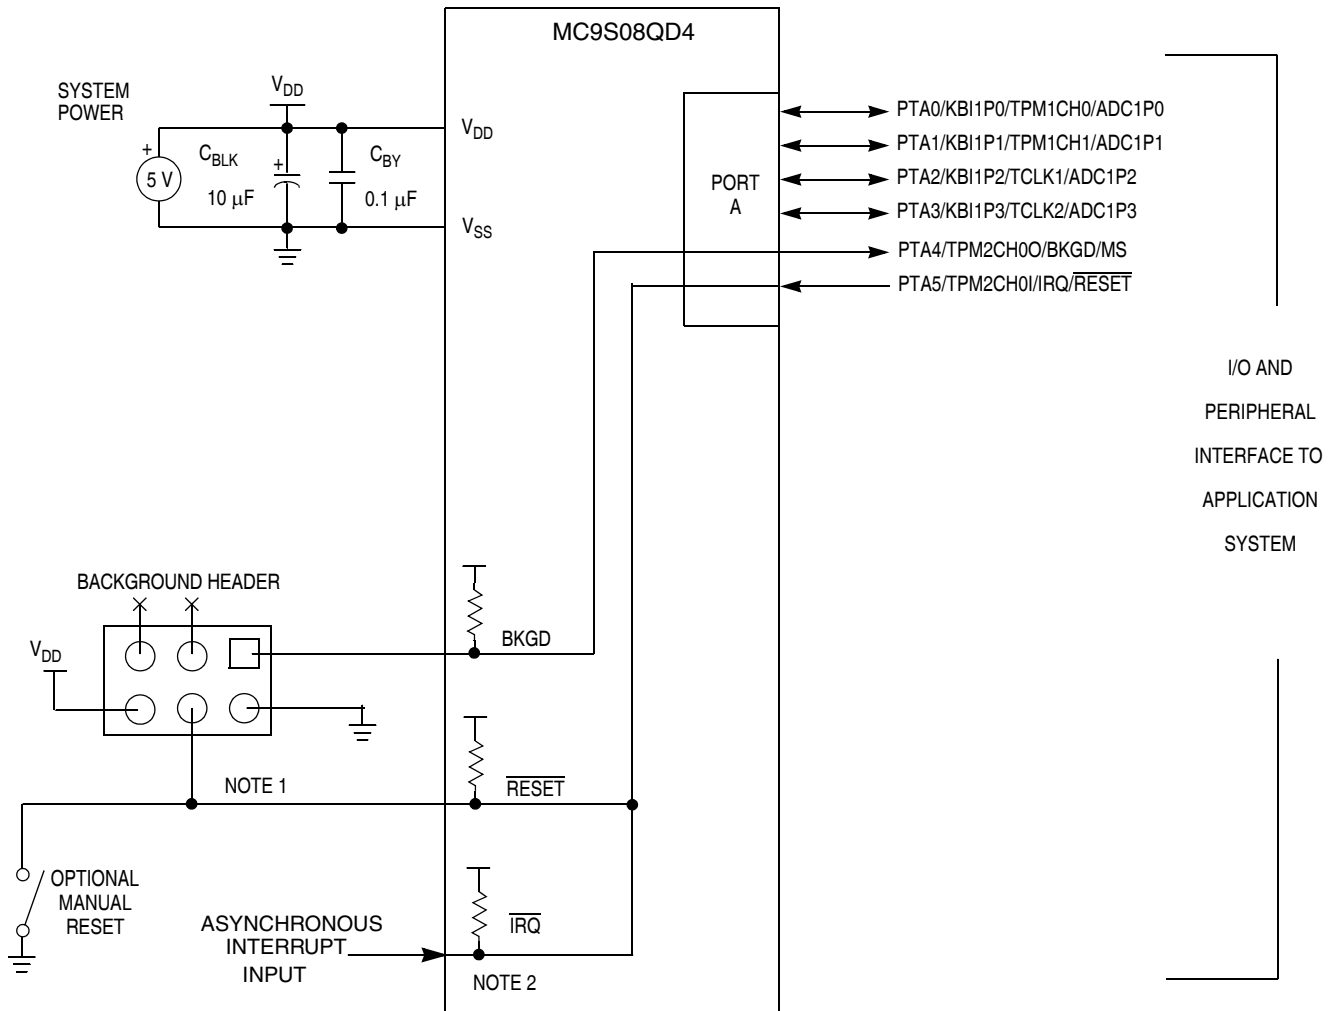 MC9S08QD4
SYSTEM
POWER
VDD
+
5 V
CBLK
10 μF
+
CBY
0.1 μF
VDD
VSS
PORT
A
PTA0/KBI1P0/TPM1CH0/ADC1P0
PTA1/KBI1P1/TPM1CH1/ADC1P1
PTA2/KBI1P2/TCLK1/ADC1P2
PTA3/KBI1P3/TCLK2/ADC1P3
PTA4/TPM2CH0O/BKGD/MS
PTA5/TPM2CH0I/IRQ/RESET
I/O AND
PERIPHERAL
INTERFACE TO
APPLICATION
SYSTEM
BACKGROUND HEADER
VDD
BKGD
NOTE 1
RESET
OPTIONAL
MANUAL
RESET
ASYNCHRONOUS
INTERRUPT
INPUT
IRQ
NOTE 2